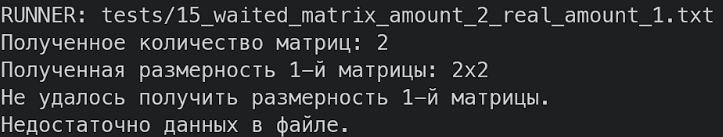 RUNNER: tests/15_waited_matrix_amount_2_real_amount_1.txt
Полученное количество матриц: 2
Полученная размерность 1-й матрицы: 2x2
Не удалось получить размерность 1-й матрицы.
Недостаточно данных в файле.